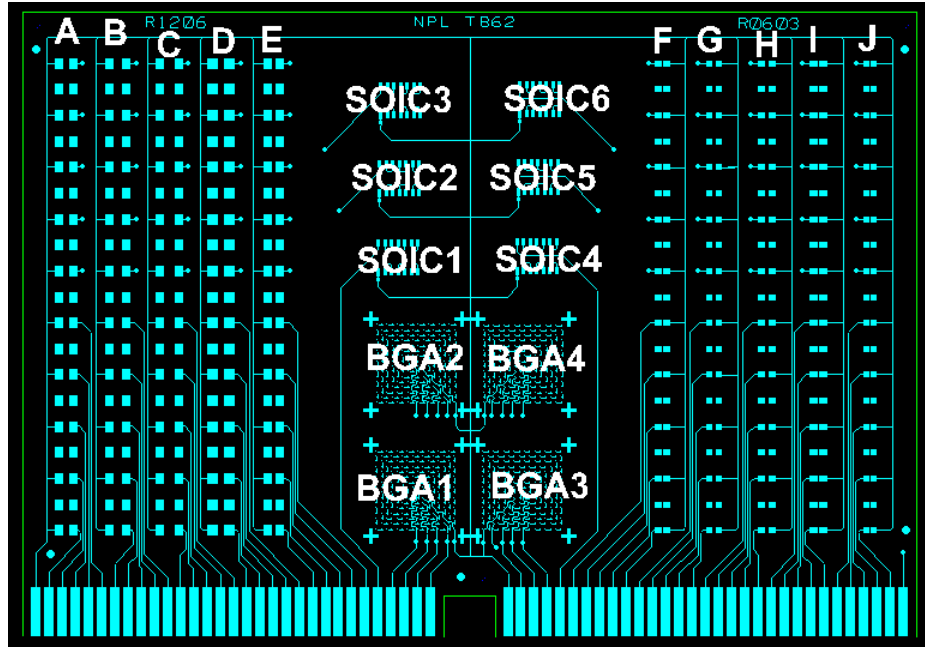 R1206 NPL TB62 R0603
A B C D E F G H I J
SOIC3 SOIC6
SOIC2 SOIC5
SOIC1 SOIC4
BGA2 BGA4
BGA1 BGA3